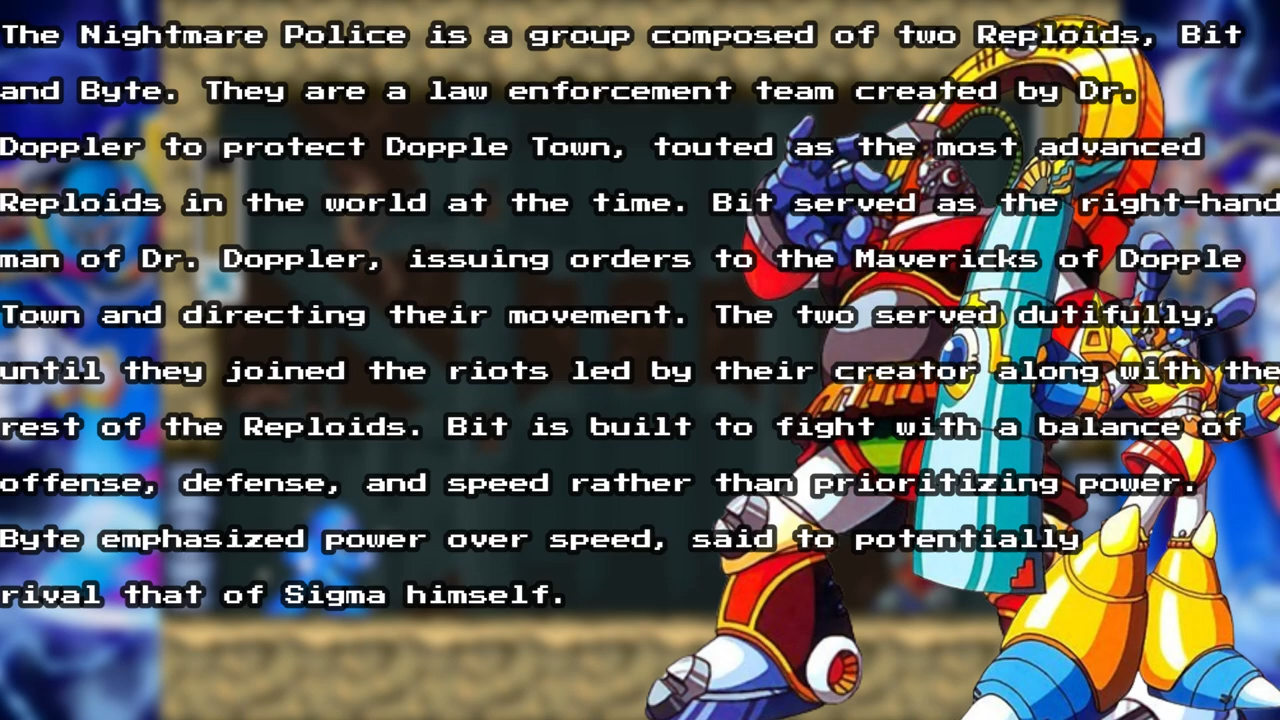 The Nightmare Police is a group composed of two Reploids, Bit
and Byte. They are a law enforcement team created by Dr.
Doppler to protect Dopple Town, touted as the most advanced
Reploids in the world at the time. Bit served as the right-hand
man of Dr. Doppler, issuing orders to the Mavericks of Dopple
Town and directing their movement. The two served dutifully,
until they joined the riots led by their creator along with the
rest of the Reploids. Bit is built to fight with a balance of
offense, defense, and speed rather than prioritizing power.
Byte emphasized power over speed, said to potentially
rival that of Sigma himself.